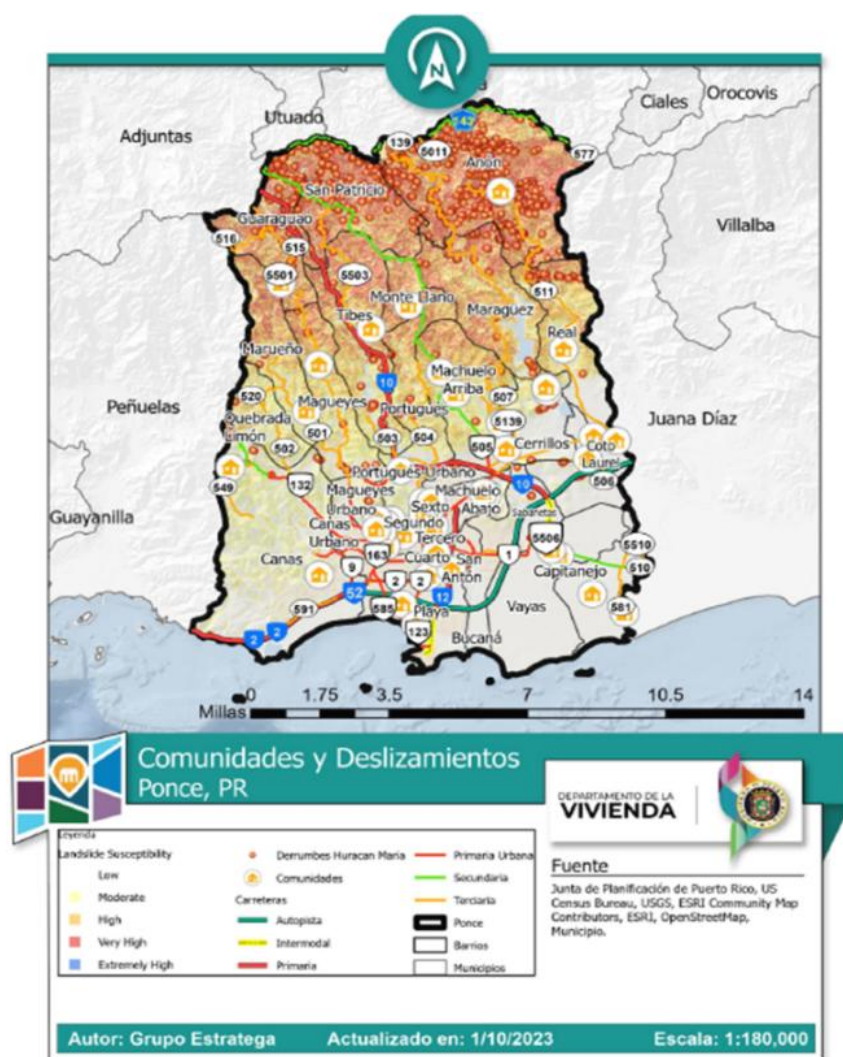 N
Orocovis
Ciales
Utuado
Adjuntas
143
139
5011
Anón
577
San Patricio
Villalba
Guaraguao
516
515
5501
5503
511
Monte Llano
Tibes
Maragüez
Real
Marueño
Machuelo
Arriba
10
520
Magueyes
507
Peñuelas
Juana Díaz
Quebrada
Limón
Portugués
5139
501
502
503
504
505
Cerrillos
Coto
Laurel
549
132
Portugués Urbano
10
506
Magueyes
Urbano
Machuelo
Abajo
Sexto
Sabanetas
Guayanilla
Canas
Urbano
Segundo
Tercero
5506
5510
163
Cuarto
San
Antón
1
510
Canas
9
Capitanejo
2
2
52
12
591
585
Playa
Vayas
581
2
2
123
Bucaná
Millas
0
1.75
3.5
7
10.5
14
Comunidades y Deslizamientos
Ponce, PR
DEPARTAMENTO DE LA
VIVIENDA
Leyenda
Landslide Susceptibility
Low
Moderate
High
Very High
Extremely High
Derrumbes Huracan Maria
Comunidades
Carreteras
Autopista
Intermodal
Primaria
Primaria Urbana
Secundaria
Terciaria
Ponce
Barrios
Municipios
Fuente
Junta de Planificación de Puerto Rico, US
Census Bureau, USGS, ESRI Community Map
Contributors, ESRI, OpenStreetMap,
Municipio.
Autor: Grupo Estratega
Actualizado en: 1/10/2023
Escala: 1:180,000